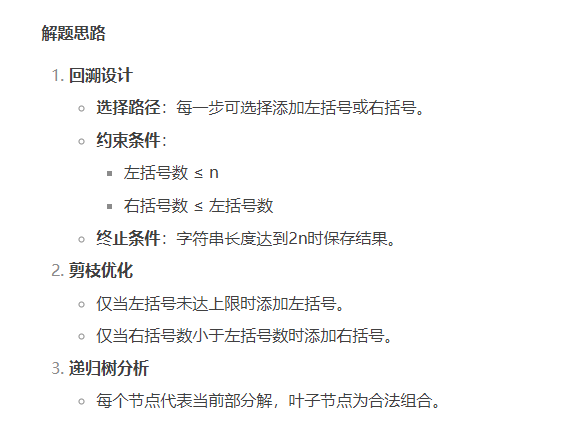 解题思路
1. 回溯设计
选择路径：每一步可选择添加左括号或右括号。
约束条件：
左括号数 ≤ n
右括号数 ≤ 左括号数
终止条件：字符串长度达到2n时保存结果。
2. 剪枝优化
仅当左括号未达上限时添加左括号。
仅当右括号数小于左括号数时添加右括号。
3. 递归树分析
每个节点代表当前部分解，叶子节点为合法组合。